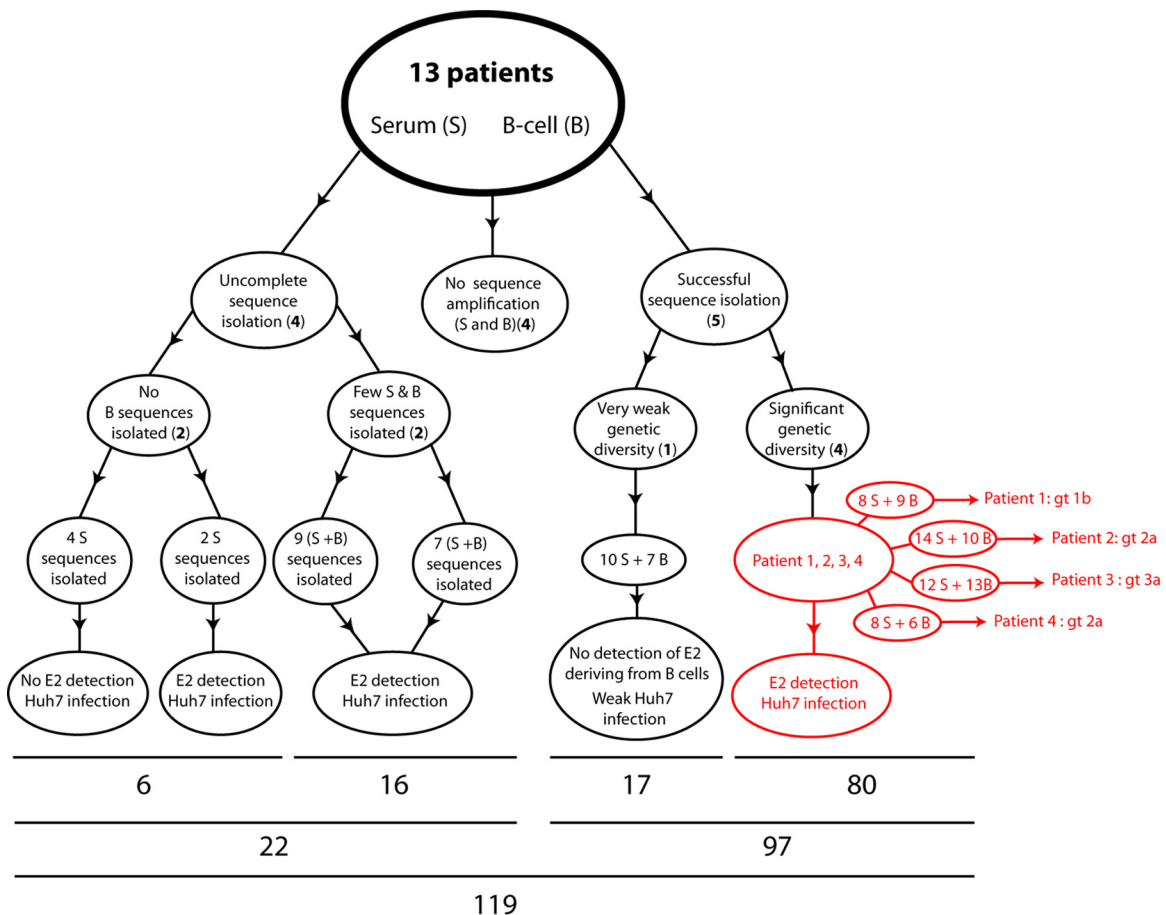 13 patients
Serum (S) B-cell (B)
Uncomplete
sequence
isolation (4)
No sequence
amplification
(S and B)(4)
Successful
sequence isolation
(5)
No
B sequences
isolated (2)
Few S & B
sequences
isolated (2)
Very weak
genetic
diversity (1)
Significant
genetic
diversity (4)
4 S
sequences
isolated
2 S
sequences
isolated
9 (S +B)
sequences
isolated
7 (S+B)
sequences
isolated
10 S + 7 B
Patient 1, 2, 3, 4
8 S + 9 B
Patient 1: gt 1b
14 S + 10 B
Patient 2: gt 2a
12 S + 13B
Patient 3 : gt 3a
8 S + 6 B
Patient 4 : gt 2a
No E2 detection
Huh7 infection
E2 detection
Huh7 infection
E2 detection
Huh7 infection
No detection of E2
deriving from B cells
Weak Huh7
infection
E2 detection
Huh7 infection
6
16
17
80
22
97
119